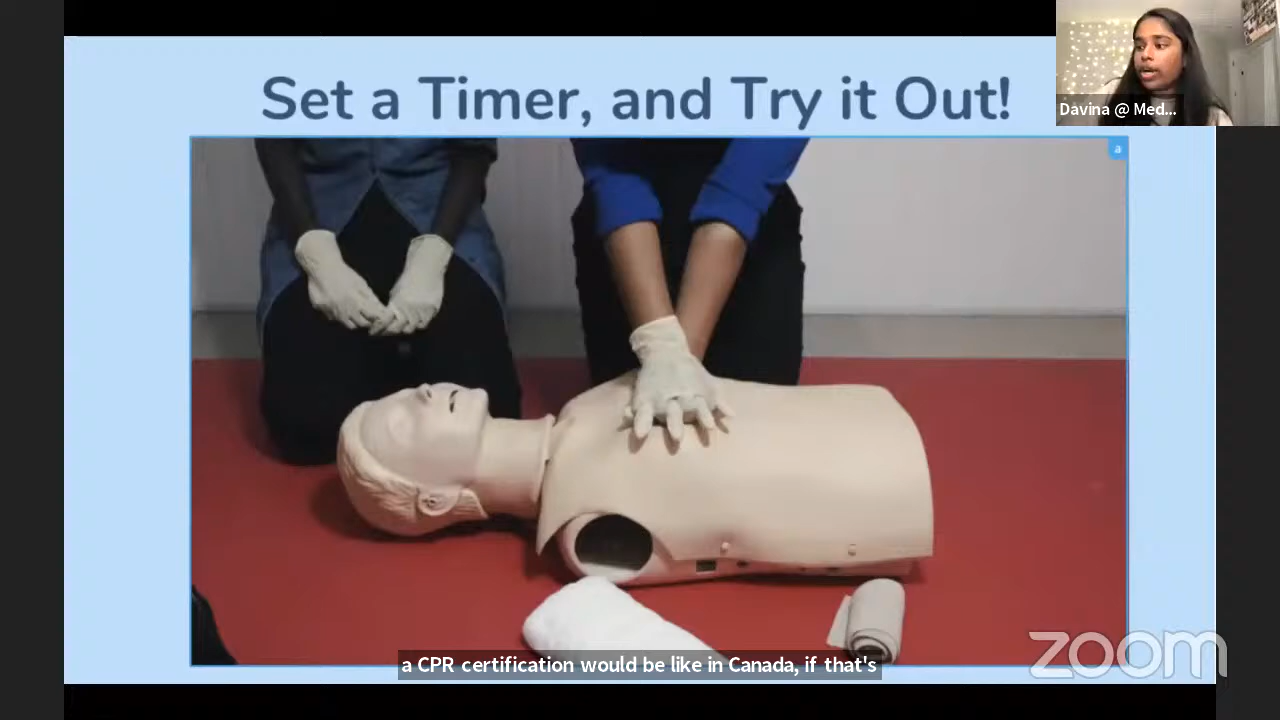 Set a Timer, and Try it Out!
Davina @ Med...
a
zoom
a CPR certification would be like in Canada, if that's